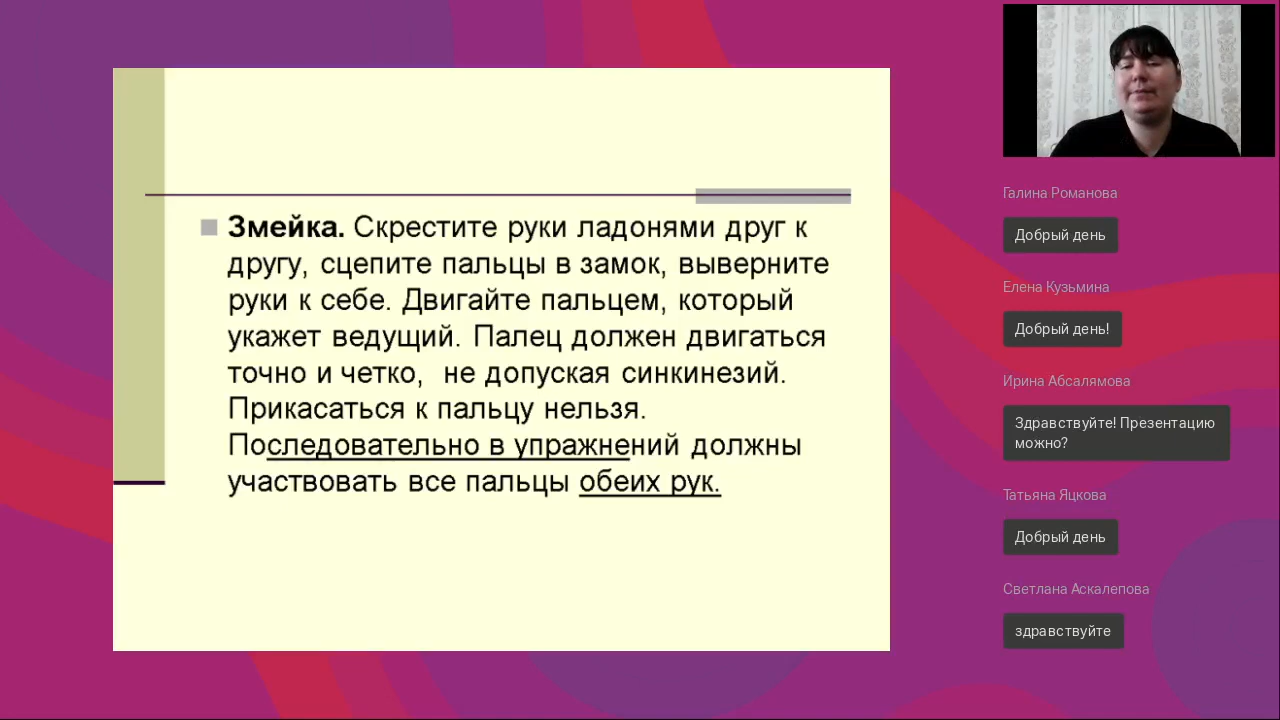 Змейка. Скрестите руки ладонями друг к
другу, сцепите пальцы в замок, выверните
руки к себе. Двигайте пальцем, который
укажет ведущий. Палец должен двигаться
точно и четко,  не допуская синкинезий.
Прикасаться к пальцу нельзя.
Последовательно в упражнений должны
участвовать все пальцы обеих рук.
Галина Романова
Добрый день
Елена Кузьмина
Добрый день!
Ирина Абсалямова
Здравствуйте! Презентацию
можно?
Татьяна Яцкова
Добрый день
Светлана Аскалепова
здравствуйте